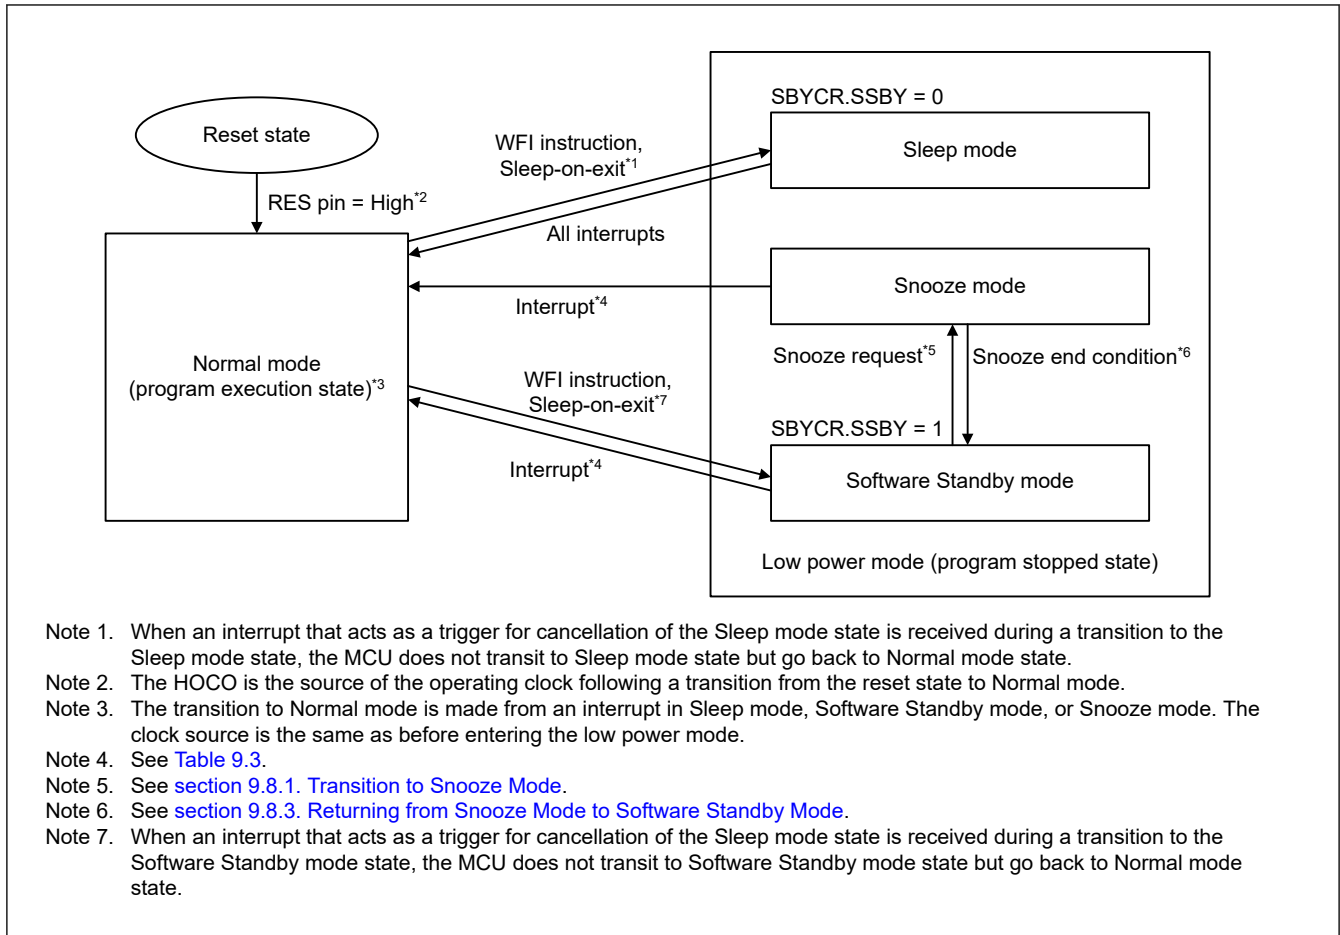 SBYCR.SSBY = 0
Reset state
WFI instruction,
Sleep-on-exit*1
Sleep mode
RES pin = High*2
All interrupts
Snooze mode
Interrupt*4
Normal mode
(program execution state)*3
Snooze request*5
Snooze end condition*6
WFI instruction,
Sleep-on-exit*7
SBYCR.SSBY = 1
Interrupt*4
Software Standby mode
Low power mode (program stopped state)
Note 1. When an interrupt that acts as a trigger for cancellation of the Sleep mode state is received during a transition to the
Sleep mode state, the MCU does not transit to Sleep mode state but go back to Normal mode state.
Note 2. The HOCO is the source of the operating clock following a transition from the reset state to Normal mode.
Note 3. The transition to Normal mode is made from an interrupt in Sleep mode, Software Standby mode, or Snooze mode. The
clock source is the same as before entering the low power mode.
Note 4. See Table 9.3.
Note 5. See section 9.8.1. Transition to Snooze Mode.
Note 6. See section 9.8.3. Returning from Snooze Mode to Software Standby Mode.
Note 7. When an interrupt that acts as a trigger for cancellation of the Sleep mode state is received during a transition to the
Software Standby mode state, the MCU does not transit to Software Standby mode state but go back to Normal mode
state.